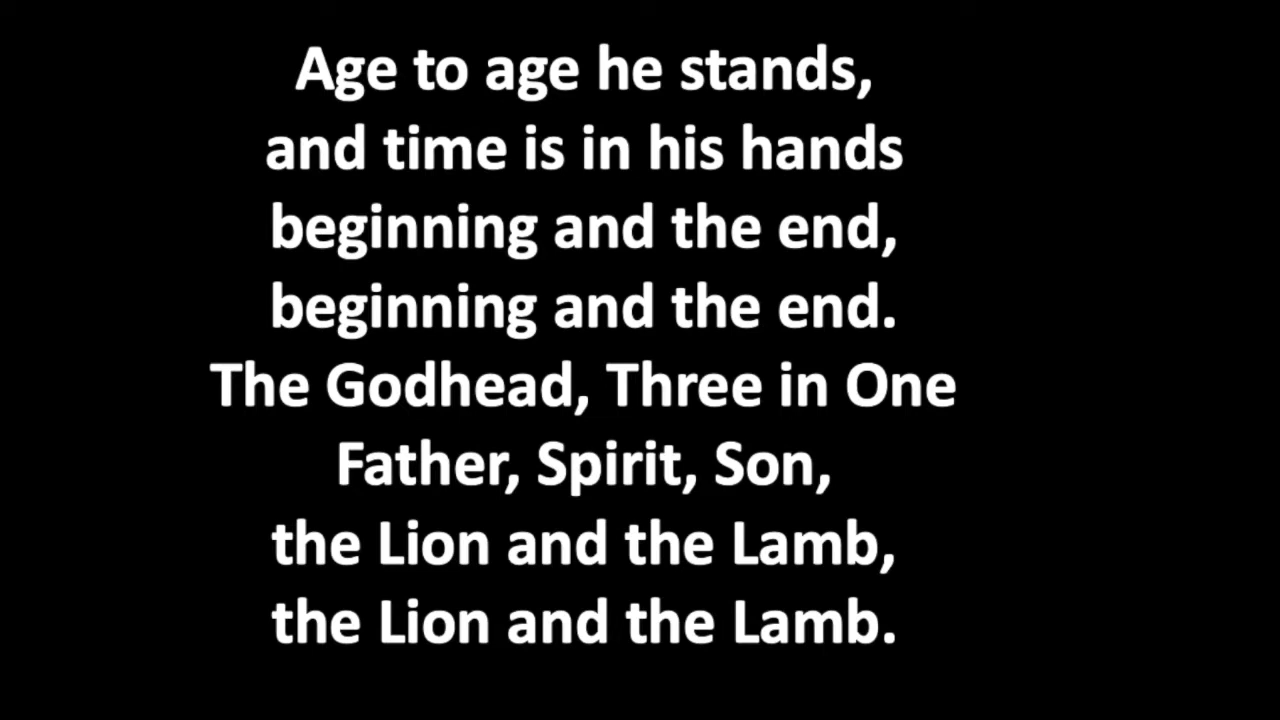 Age to age he stands,
and time is in his hands
beginning and the end,
beginning and the end.
The Godhead, Three in One
Father, Spirit, Son,
the Lion and the Lamb,
the Lion and the Lamb.